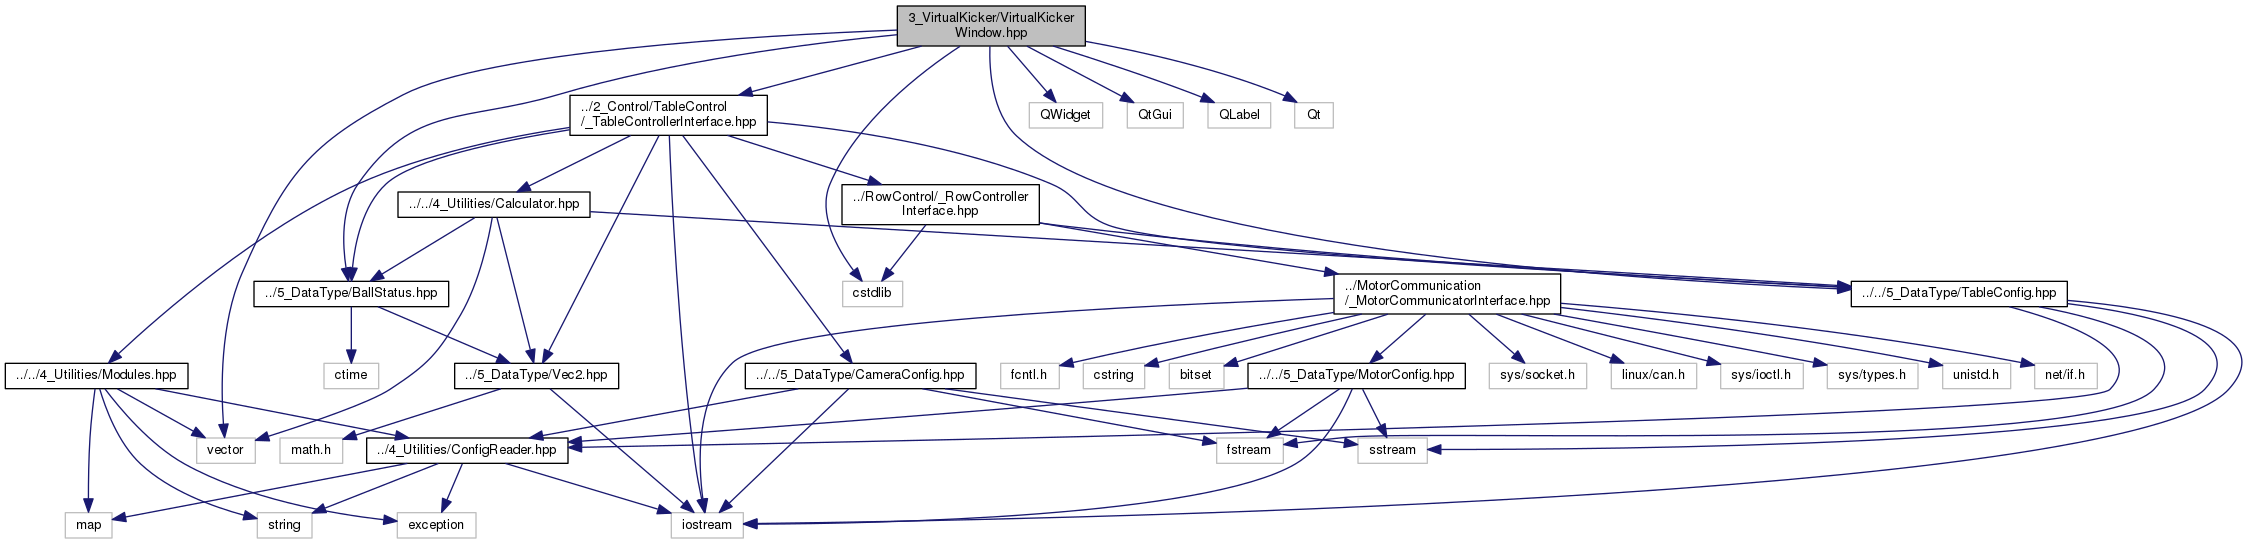 3_VirtualKicker/VirtualKicker
Window.hpp
../2_Control/TableControl
/_TableControllerInterface.hpp
QWidget
QtGui
QLabel
Qt
../../4_Utilities/Calculator.hpp
../RowControl/_RowController
Interface.hpp
../5_DataType/BallStatus.hpp
cstdlib
../MotorCommunication
/_MotorCommunicatorInterface.hpp
../../5_DataType/TableConfig.hpp
../../4_Utilities/Modules.hpp
ctime
../5_DataType/Vec2.hpp
../../5_DataType/CameraConfig.hpp
fcntl.h
cstring
bitset
../../5_DataType/MotorConfig.hpp
sys/socket.h
linux/can.h
sys/ioctl.h
sys/types.h
unistd.h
net/if.h
vector
math.h
../4_Utilities/ConfigReader.hpp
fstream
sstream
map
string
exception
iostream